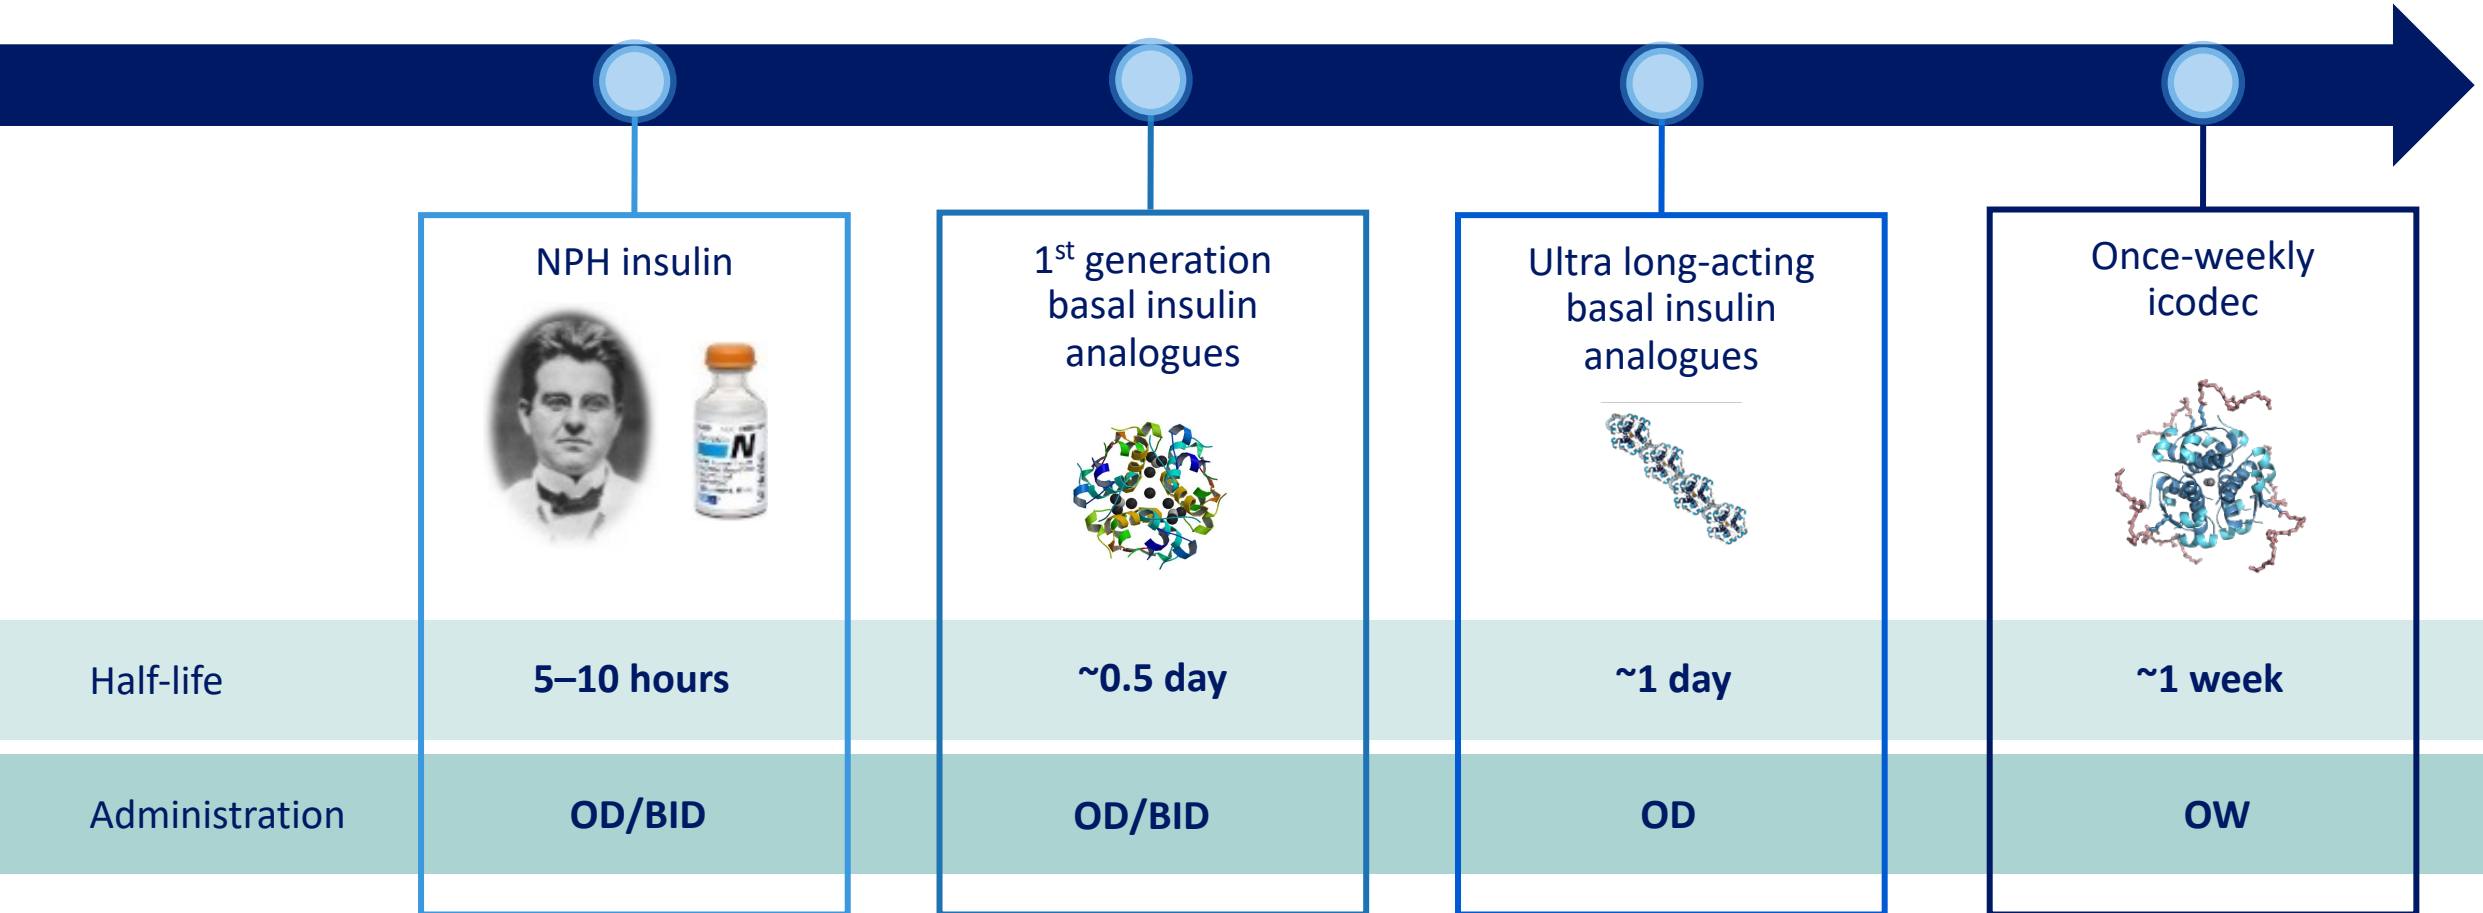 NPH insulin
1st generation
basal insulin
analogues
Ultra long-acting
basal insulin
analogues
Once-weekly
icodec
N
Half-life
5–10 hours
~0.5 day
~1 day
~1 week
Administration
OD/BID
OD/BID
OD
OW